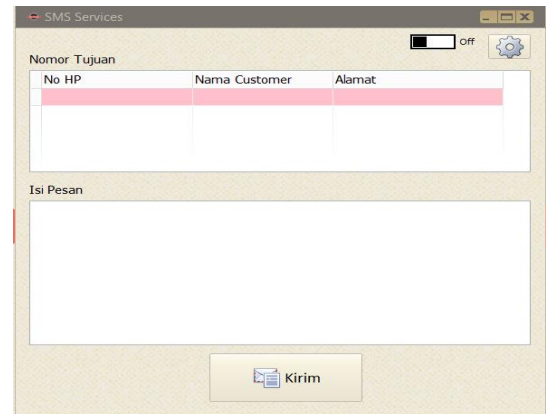 SMS Services
Off
Nomor Tujuan
No HP Nama Customer Alamat
Isi Pesan
Kirim